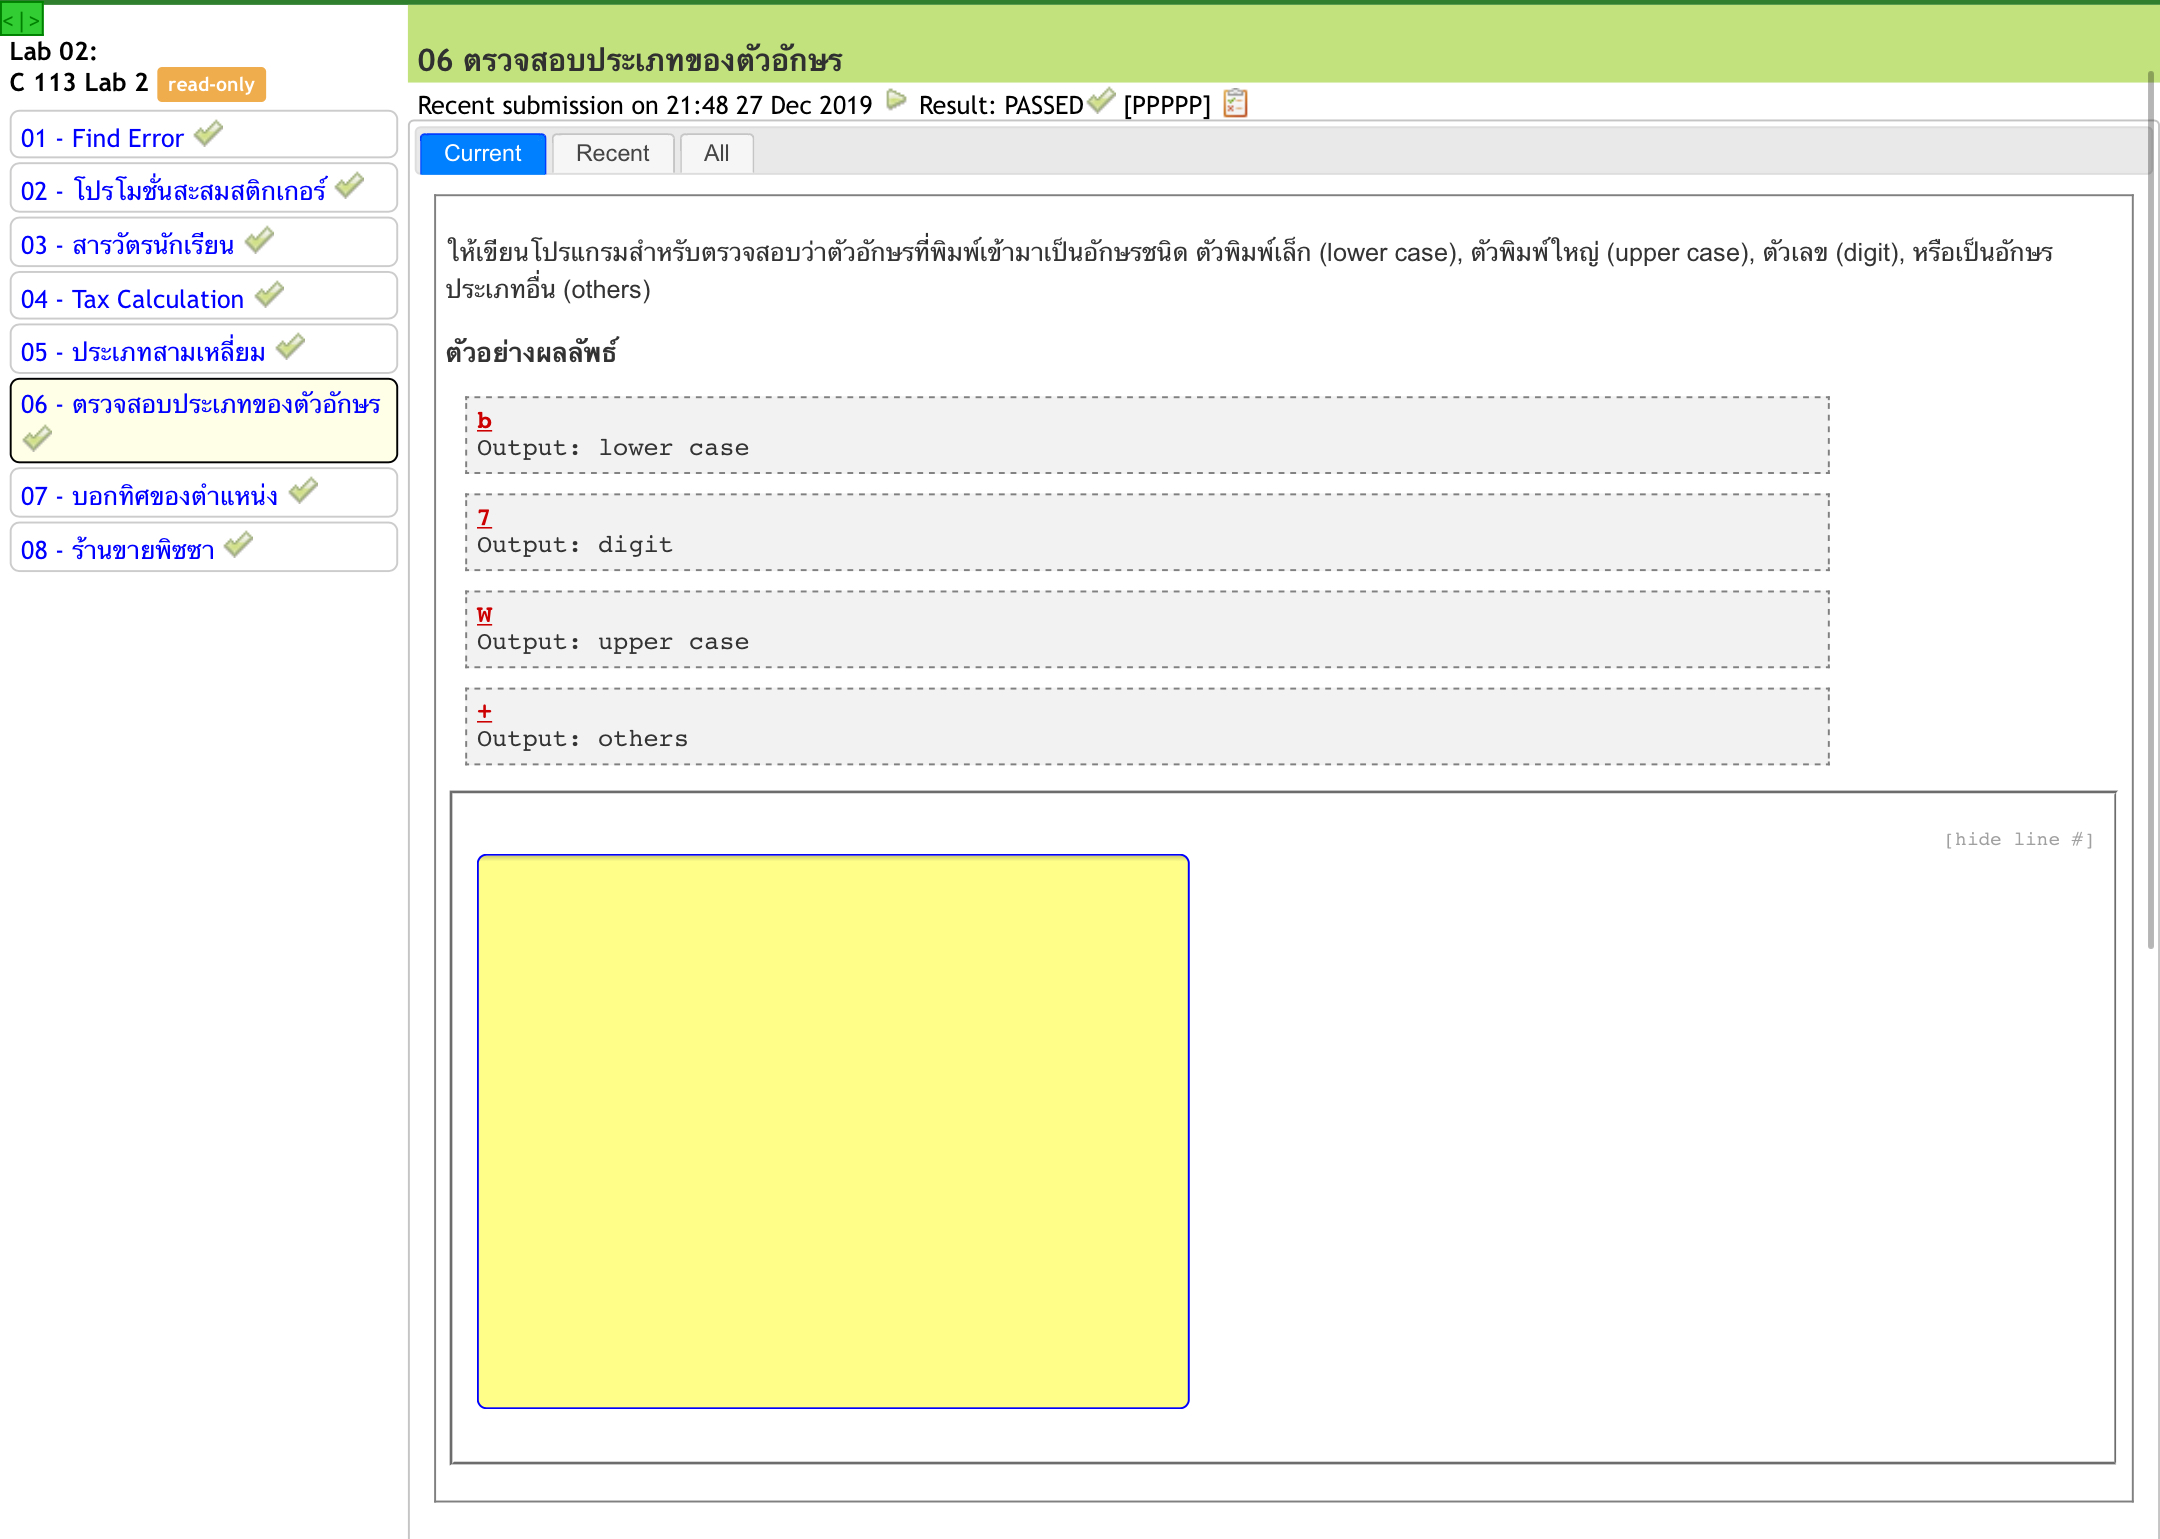 <|>
Lab 02:
C 113 Lab 2 read-only
01 - Find Error
02 - โปรโมชั่นสะสมสติกเกอร์
03 - สารวัตรนักเรียน
04 - Tax Calculation
05 - ประเภทสามเหลี่ยม
06 - ตรวจสอบประเภทของตัวอักษร
07 - บอกทิศของตำแหน่ง
08 - ร้านขายพิซซา
06 ตรวจสอบประเภทของตัวอักษร
Recent submission on 21:48 27 Dec 2019 Result: PASSED [PPPPP]
Current Recent All
ให้เขียนโปรแกรมสำหรับตรวจสอบว่าตัวอักษรที่พิมพ์เข้ามาเป็นอักษรชนิด ตัวพิมพ์เล็ก (lower case), ตัวพิมพ์ใหญ่ (upper case), ตัวเลข (digit), หรือเป็นอักษร
ประเภทอื่น (others)
ตัวอย่างผลลัพธ์
b
Output: lower case
7
Output: digit
W
Output: upper case
+
Output: others
[hide line #]